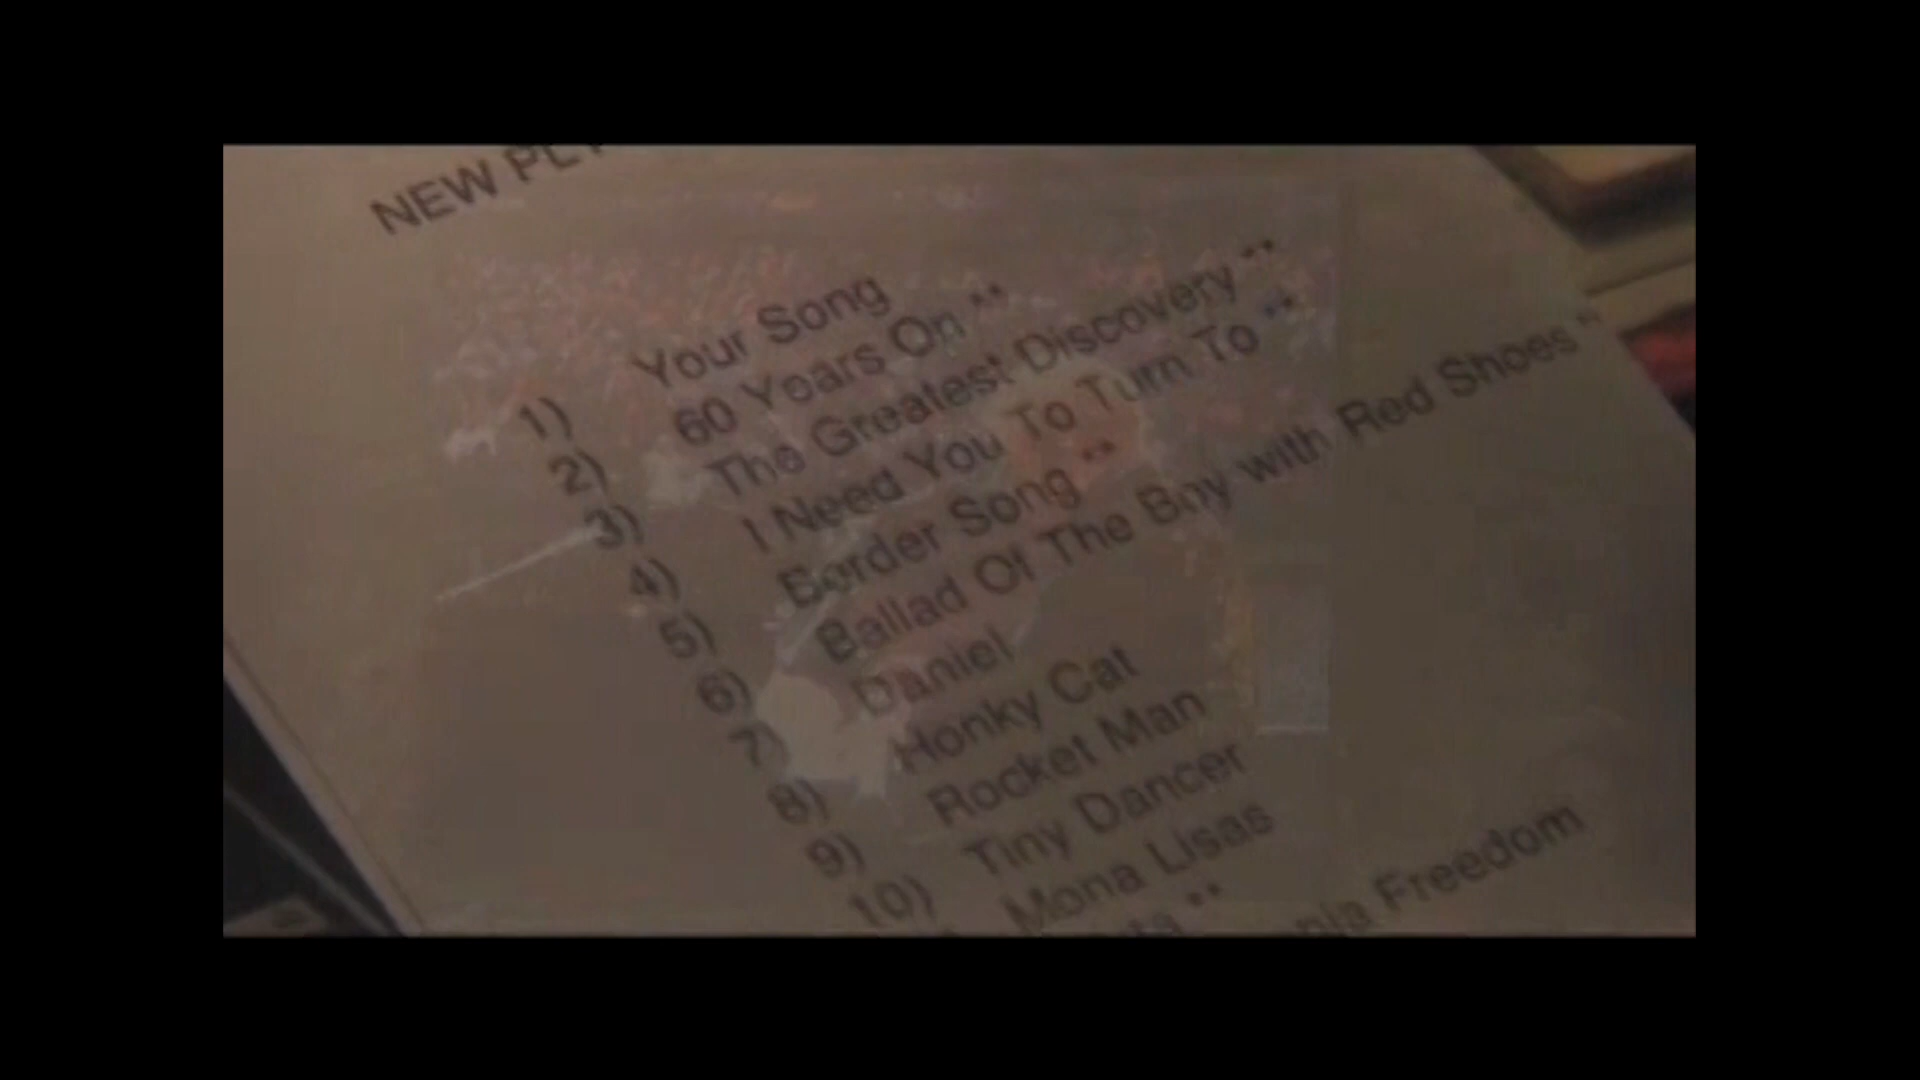 NEW
1) Your Song
2) 60 Years On **
3) The Greatest Discovery **
4) I Need You To Turn To **
5) Border Song **
6) Ballad Of The Boy with Red Shoes *
7) Daniel
8) Honky Cat
9) Rocket Man
10) Tiny Dancer
Mona Lisas
**
Freedom